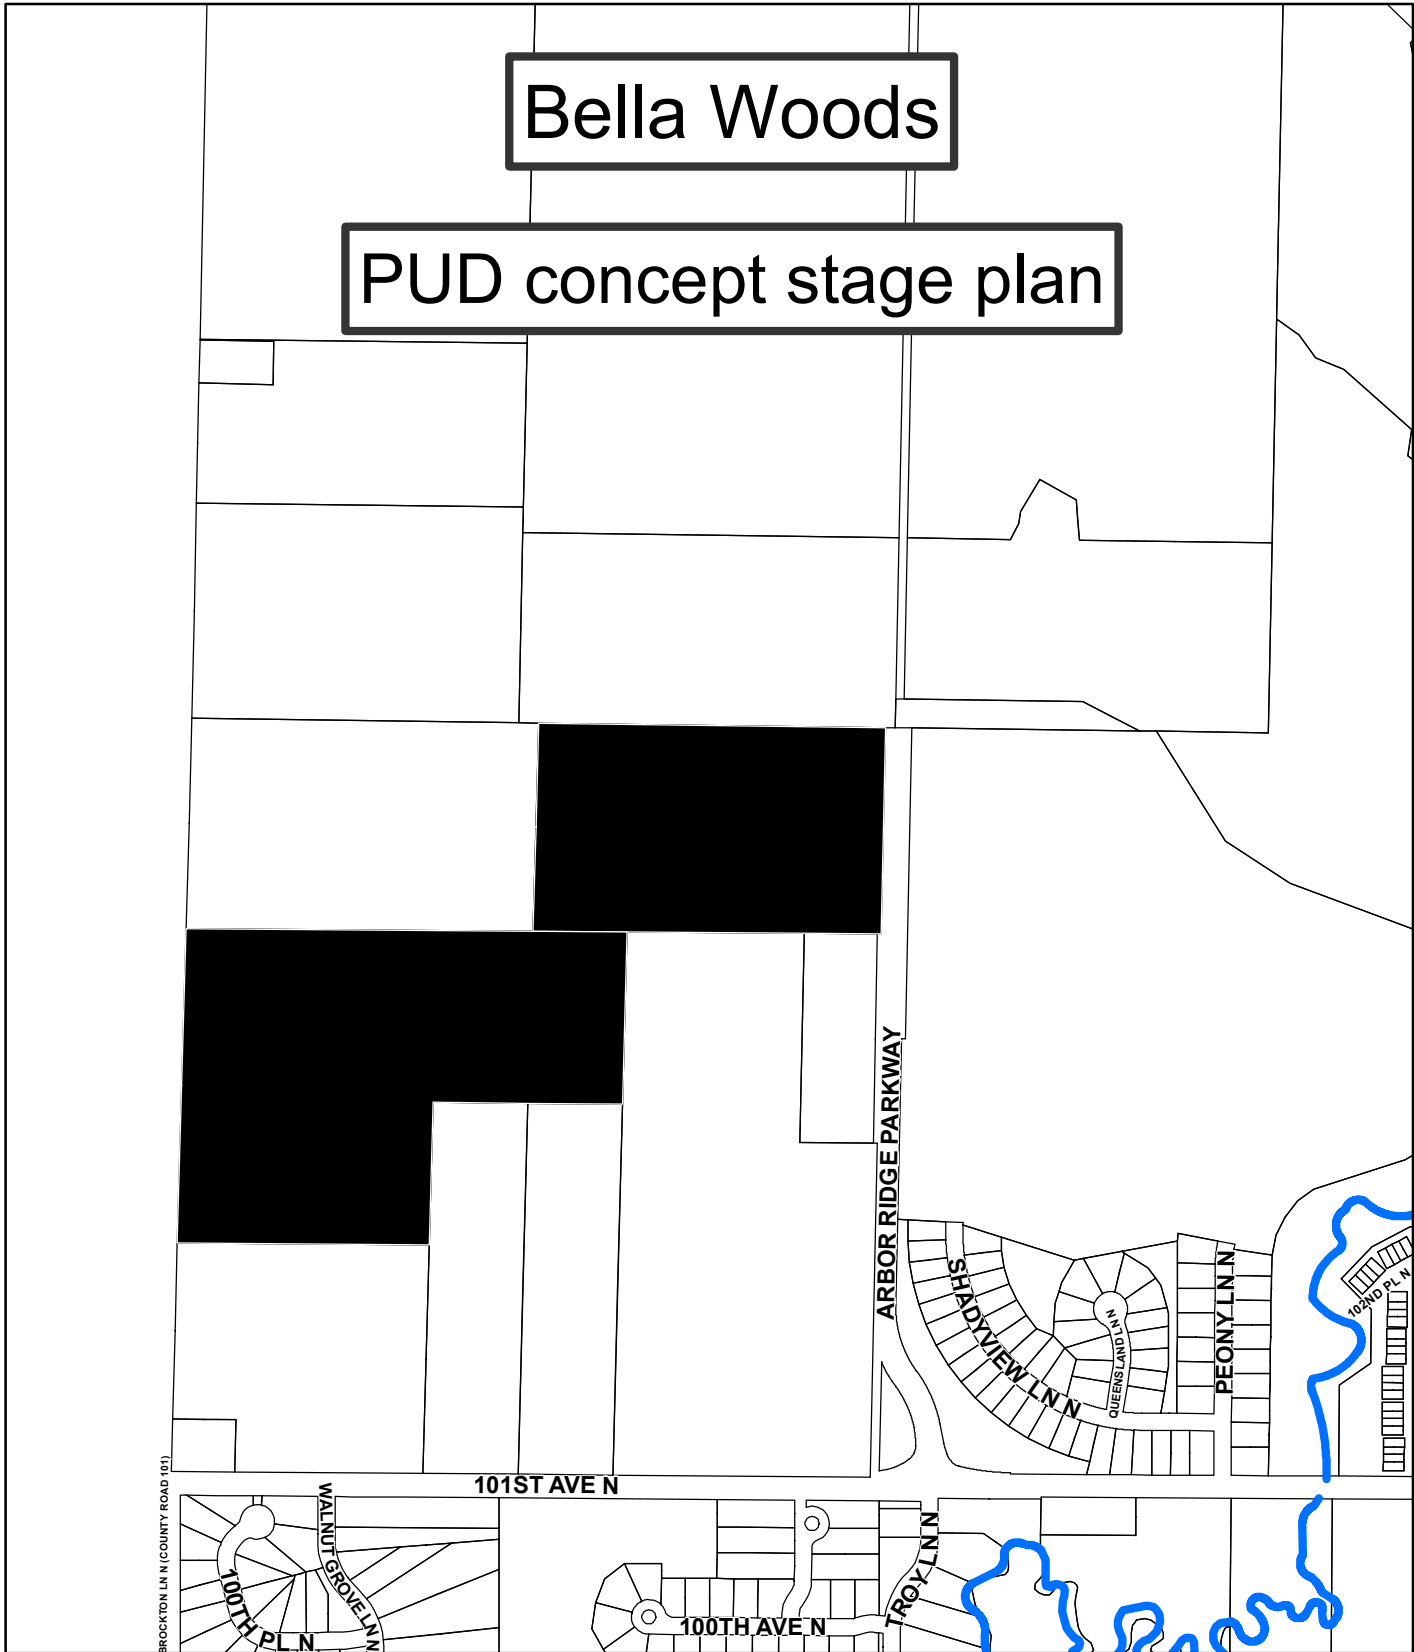 Bella Woods
PUD concept stage plan
ARBOR RIDGE PARKWAY
SHADYVIEW LN N
QUEENSLAND LN N
PEONY LN N
102ND PL N
BROCKTON LN N (COUNTY ROAD 101)
101ST AVE N
WALNUT GROVE LN N
100TH PL N
100TH AVE N
TROY LN N